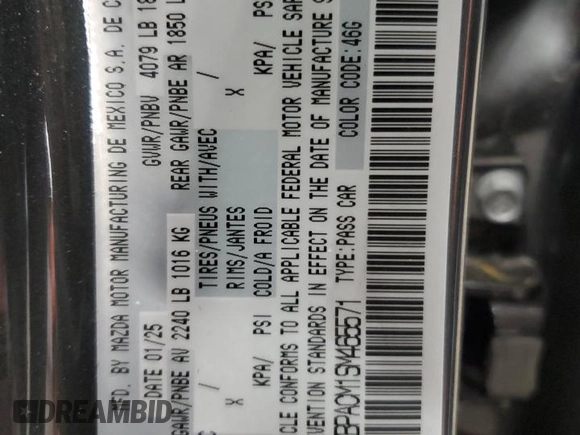 MFD. BY MAZDA MOTOR MANUFACTURING DE MEXICO S.A. DE C
DATE 01/25 GVWR/PNBV 4079 LB 18
GAWR/PNBE AV 2240 LB 1016 KG REAR GAWR/PNBE AR 1850 L
TIRES/PNEUS WITH/AVEC /
RIMS/JANTES X X
KPA/ PSI COLD/A FROID KPA/ PSI
CLE CONFORMS TO ALL APPLICABLE FEDERAL MOTOR VEHICLE SAF
VENTION STANDARDS IN EFFECT ON THE DATE OF MANUFACTURE S
TYPE:PASS CAR COLOR CODE:46G
DASHBOARD LIGHT